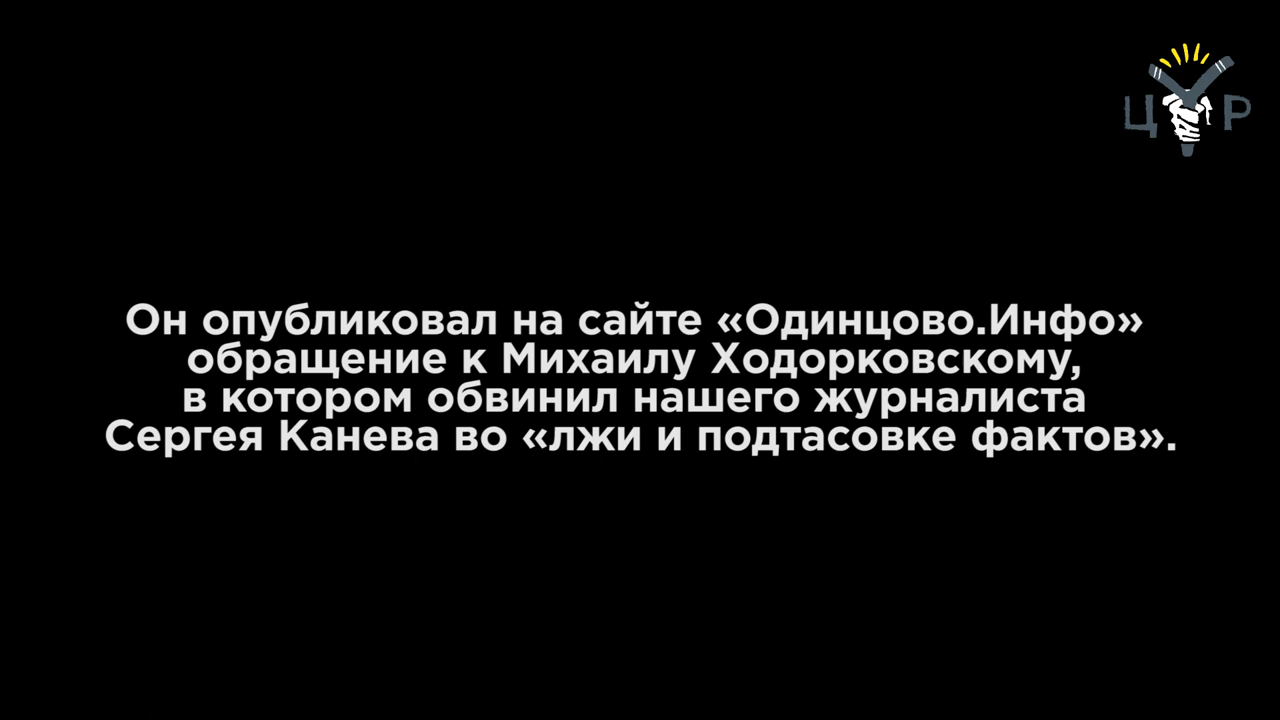 ЦУР
Он опубликовал на сайте «Одинцово.Инфо»
обращение к Михаилу Ходорковскому,
в котором обвинил нашего журналиста
Сергея Канева во «лжи и подтасовке фактов».